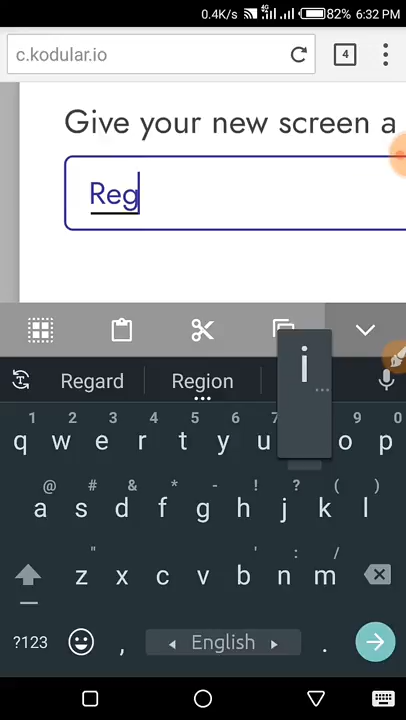 0.4K/s 4G 82% 6:32 PM
c.kodular.io 4
Give your new screen a
Reg
Regard Region
1 2 3 4 5 6 7 9 0
q w e r t y u i o p
@ # & * - ! ? ( )
a s d f g h j k l
" ' : /
z x c v b n m
?123 , English .